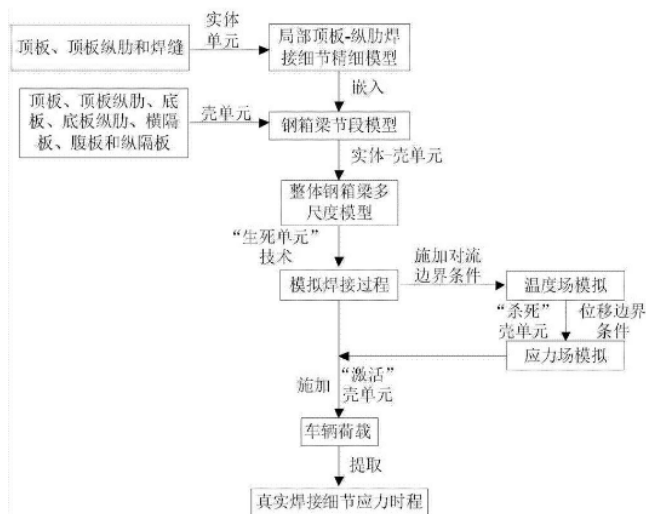 实体
单元
顶板、顶板纵肋和焊缝
局部顶板-纵肋焊
接细节精细模型
嵌入
顶板、顶板纵肋、底
板、底板纵肋、横隔
板、腹板和纵隔板
壳单元
钢箱梁节段模型
实体-壳单元
整体钢箱梁多
尺度模型
“生死单元”
技术
模拟焊接过程
施加对流
边界条件
温度场模拟
“杀死”
壳单元
位移边界
条件
应力场模拟
施加
“激活”
壳单元
车辆荷载
提取
真实焊接细节应力时程